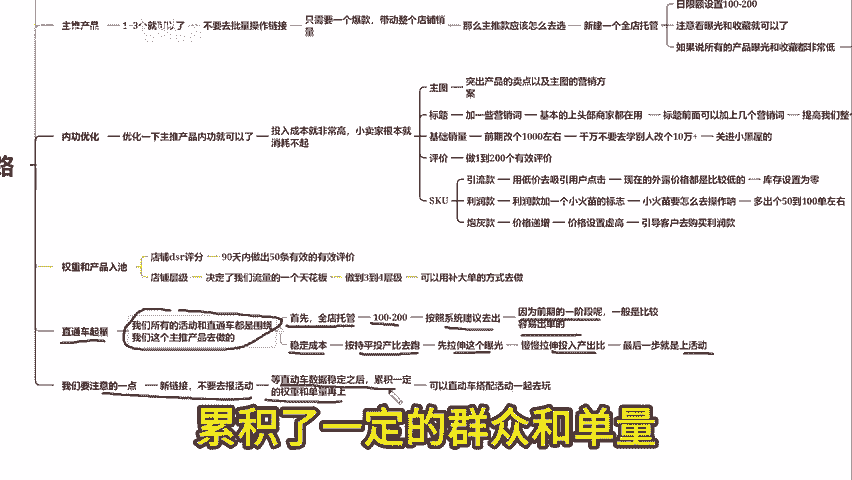 日限额设置100-200
主推产品
1-3个就可以了
不要去批量操作链接
只需要一个爆款，带动整个店铺销
量
那么主推款应该怎么去选
新建一个全店托管
注意看曝光和收藏就可以了
如果说所有的产品曝光和收藏都非常低
路
内功优化
优化一下主推产品内功就可以了
投入成本就非常高，小卖家根本就
消耗不起
主图
突出产品的卖点以及主图的营销方
案
标题
加一些营销词
基本的上头部商家都在用
标题前面可以加上几个营销词
提高我们整个
基础销量
前期改个1000左右
千万不要去学别人改个10万+
关进小黑屋的
评价
做1到200个有效评价
SKU
引流款
用低价去吸引用户点击
现在的外露价格都是比较低的
库存设置为零
利润款
利润款加一个小火苗的标志
小火苗要怎么去操作呐
多出个50到100单左右
炮灰款
价格递增
价格设置虚高
引导客户去购买利润款
权重和产品入池
店铺dsr评分
90天内做出50条有效的有效评价
店铺层级
决定了我们流量的一个天花板
做到3到4层级
可以用补大单的方式去做
直通车起量
我们所有的活动和直通车都是围绕
我们这个主推产品去做的
首先，全店托管
100-200
按照系统建议去出
因为前期的一阶段呢，一般是比较
容易出单的
稳定成本
按持平投产比去跑
先拉伸这个曝光
慢慢拉伸投入产出比
最后一步就是上活动
我们要注意的一点
新链接，不要去报活动
等直动车数据稳定之后，累积一定
的权重和单量再上
可以直动车搭配活动一起去玩
累积了一定的群众和单量